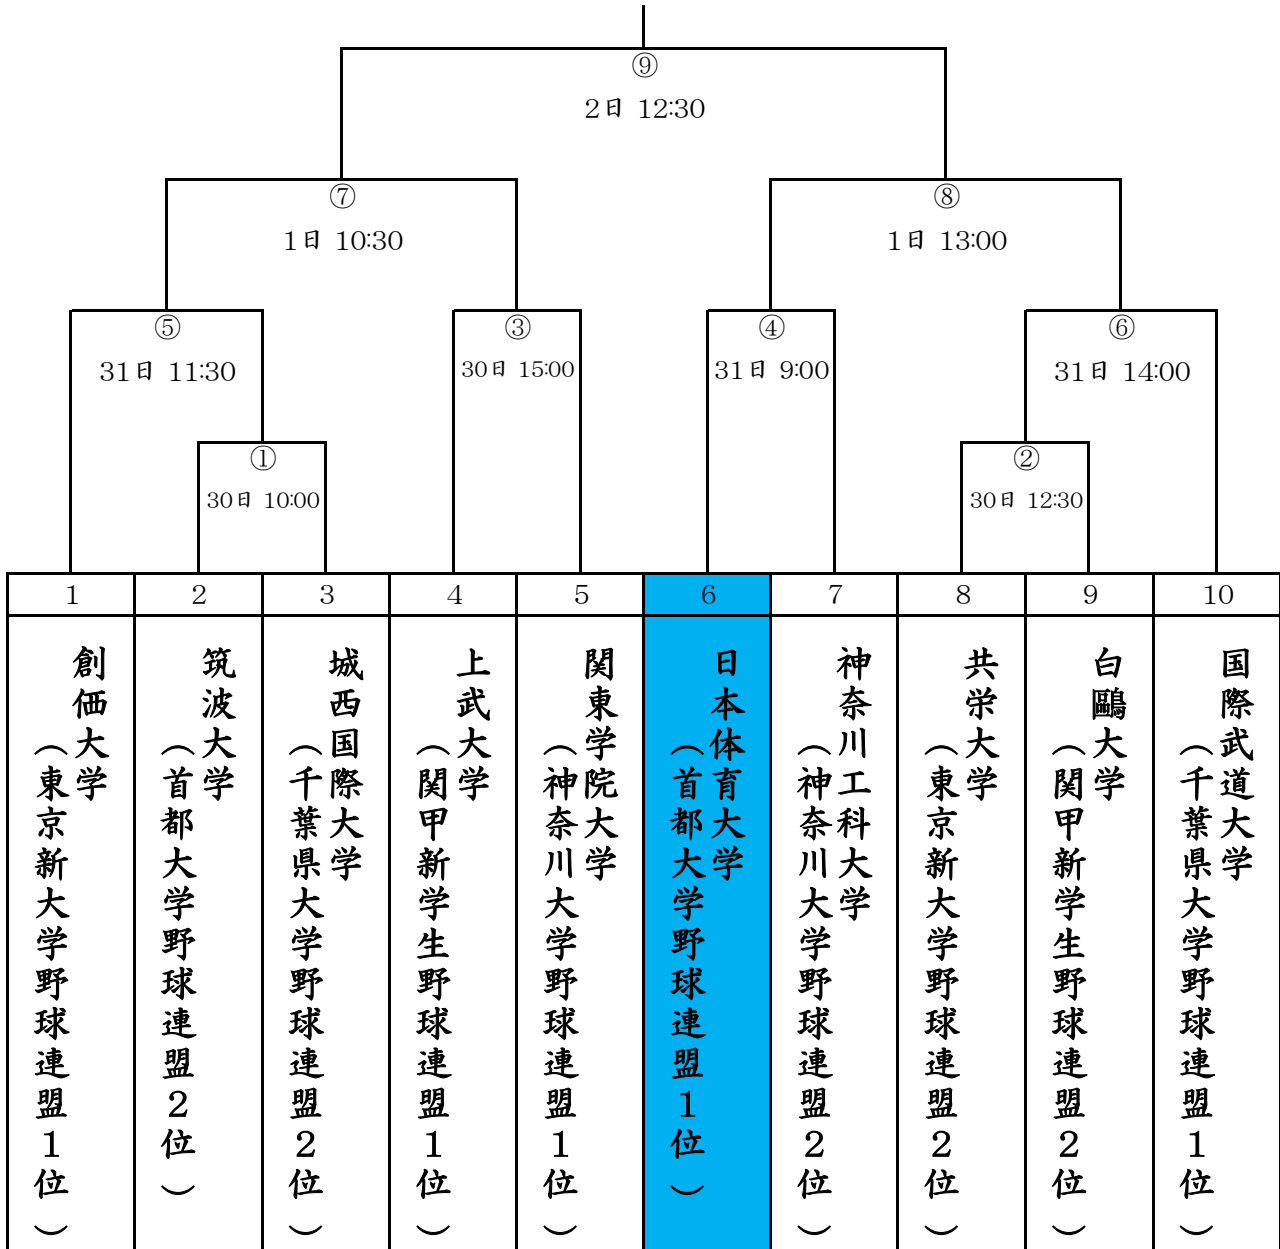 ⑨
2日 12:30
⑦
⑧
1日 10:30
1日 13:00
⑤
③
④
⑥
31日 11:30
30日 15:00
31日 9:00
31日 14:00
①
②
30日 10:00
30日 12:30
1
2
3
4
5
6
7
8
9
10
創価大学
（東京新大学野球連盟1位）
筑波大学
（首都大学野球連盟2位）
城西国際大学
（千葉県大学野球連盟2位）
上武大学
（関甲新学生野球連盟1位）
関東学院大学
（神奈川大学野球連盟1位）
日本体育大学
（首都大学野球連盟1位）
神奈川工科大学
（神奈川大学野球連盟2位）
共栄大学
（東京新大学野球連盟2位）
白鷗大学
（関甲新学生野球連盟2位）
国際武道大学
（千葉県大学野球連盟1位）